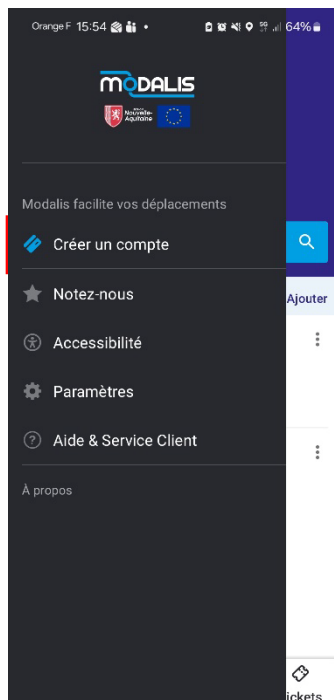 Orange F 15:54 64%
MODALIS
Nouvelle-
Aquitaine
Modalis facilite vos déplacements
Créer un compte
Notez-nous
Ajouter
Accessibilité
Paramètres
Aide & Service Client
À propos
ickets